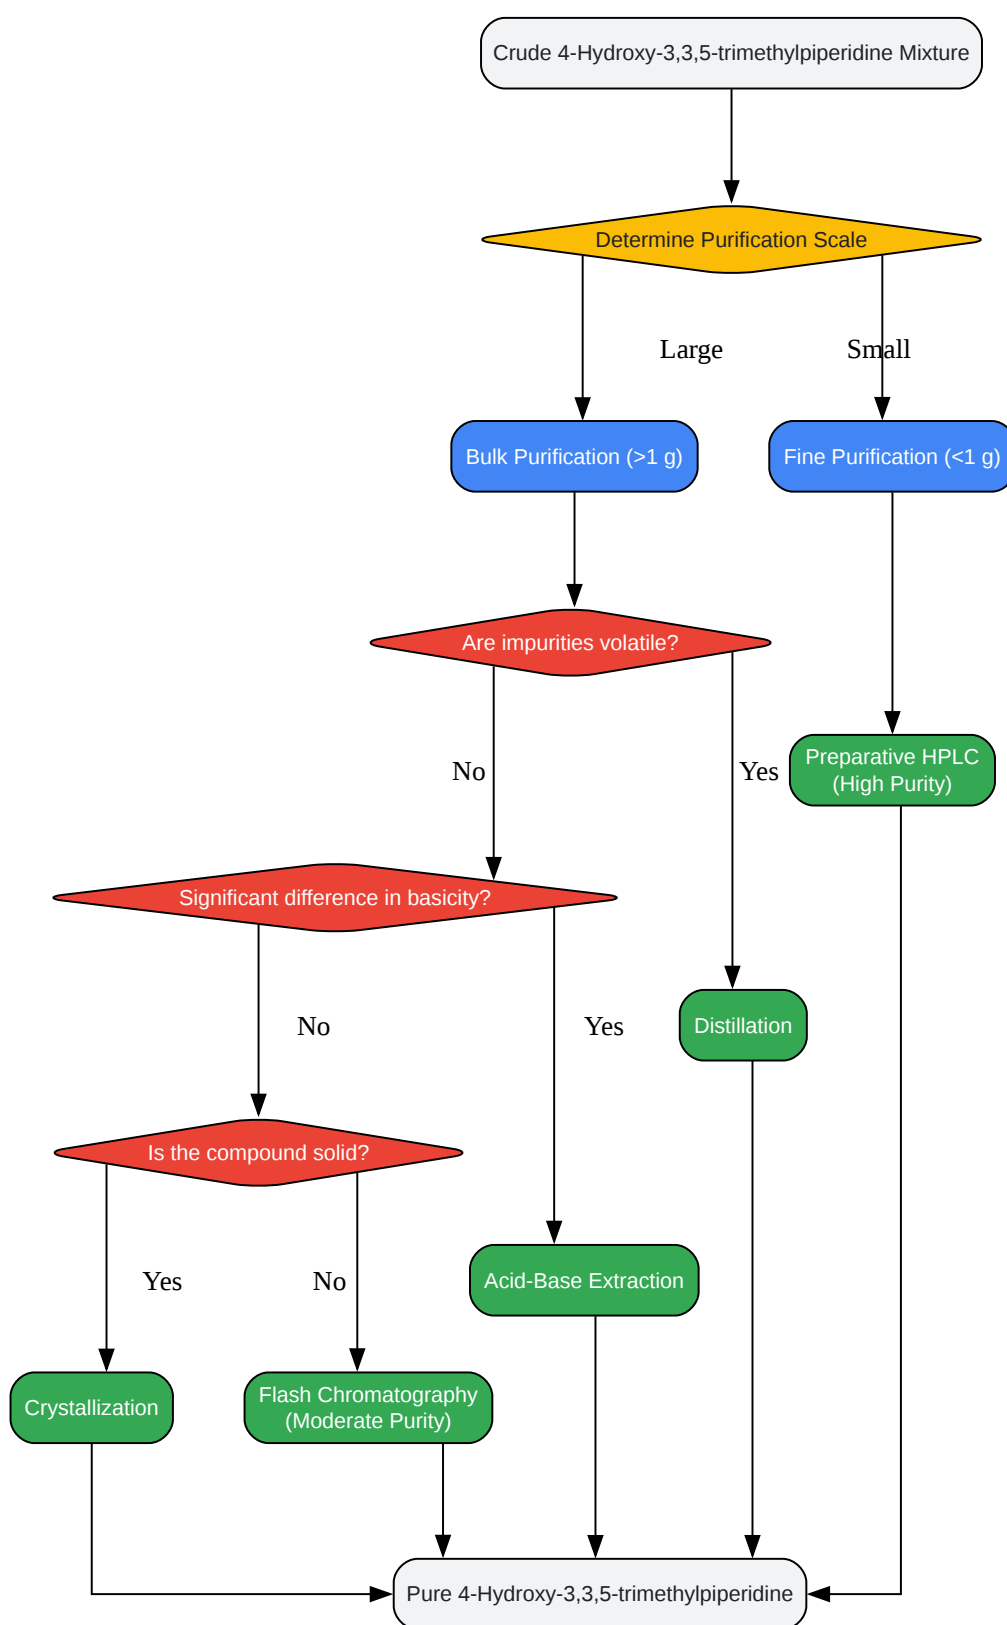 Crude 4-Hydroxy-3,3,5-trimethylpiperidine Mixture
Determine Purification Scale
Large
Small
Bulk Purification (>1 g)
Fine Purification (<1 g)
Are impurities volatile?
No
Yes
Preparative HPLC
(High Purity)
Significant difference in basicity?
No
Yes
Distillation
Is the compound solid?
Yes
No
Acid-Base Extraction
Crystallization
Flash Chromatography
(Moderate Purity)
Pure 4-Hydroxy-3,3,5-trimethylpiperidine